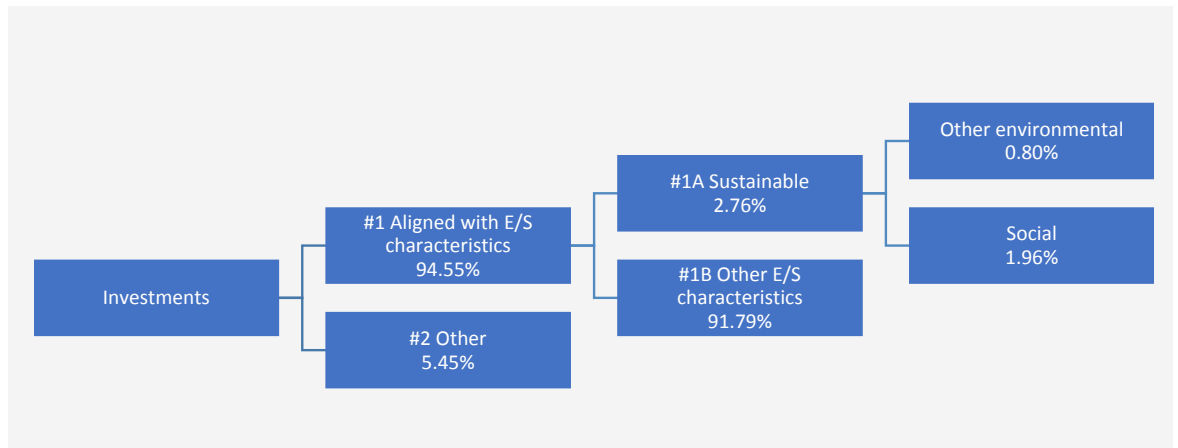 Investments
#1 Aligned with E/S
characteristics
94.55%
#2 Other
5.45%
#1A Sustainable
2.76%
#1B Other E/S
characteristics
91.79%
Other environmental
0.80%
Social
1.96%